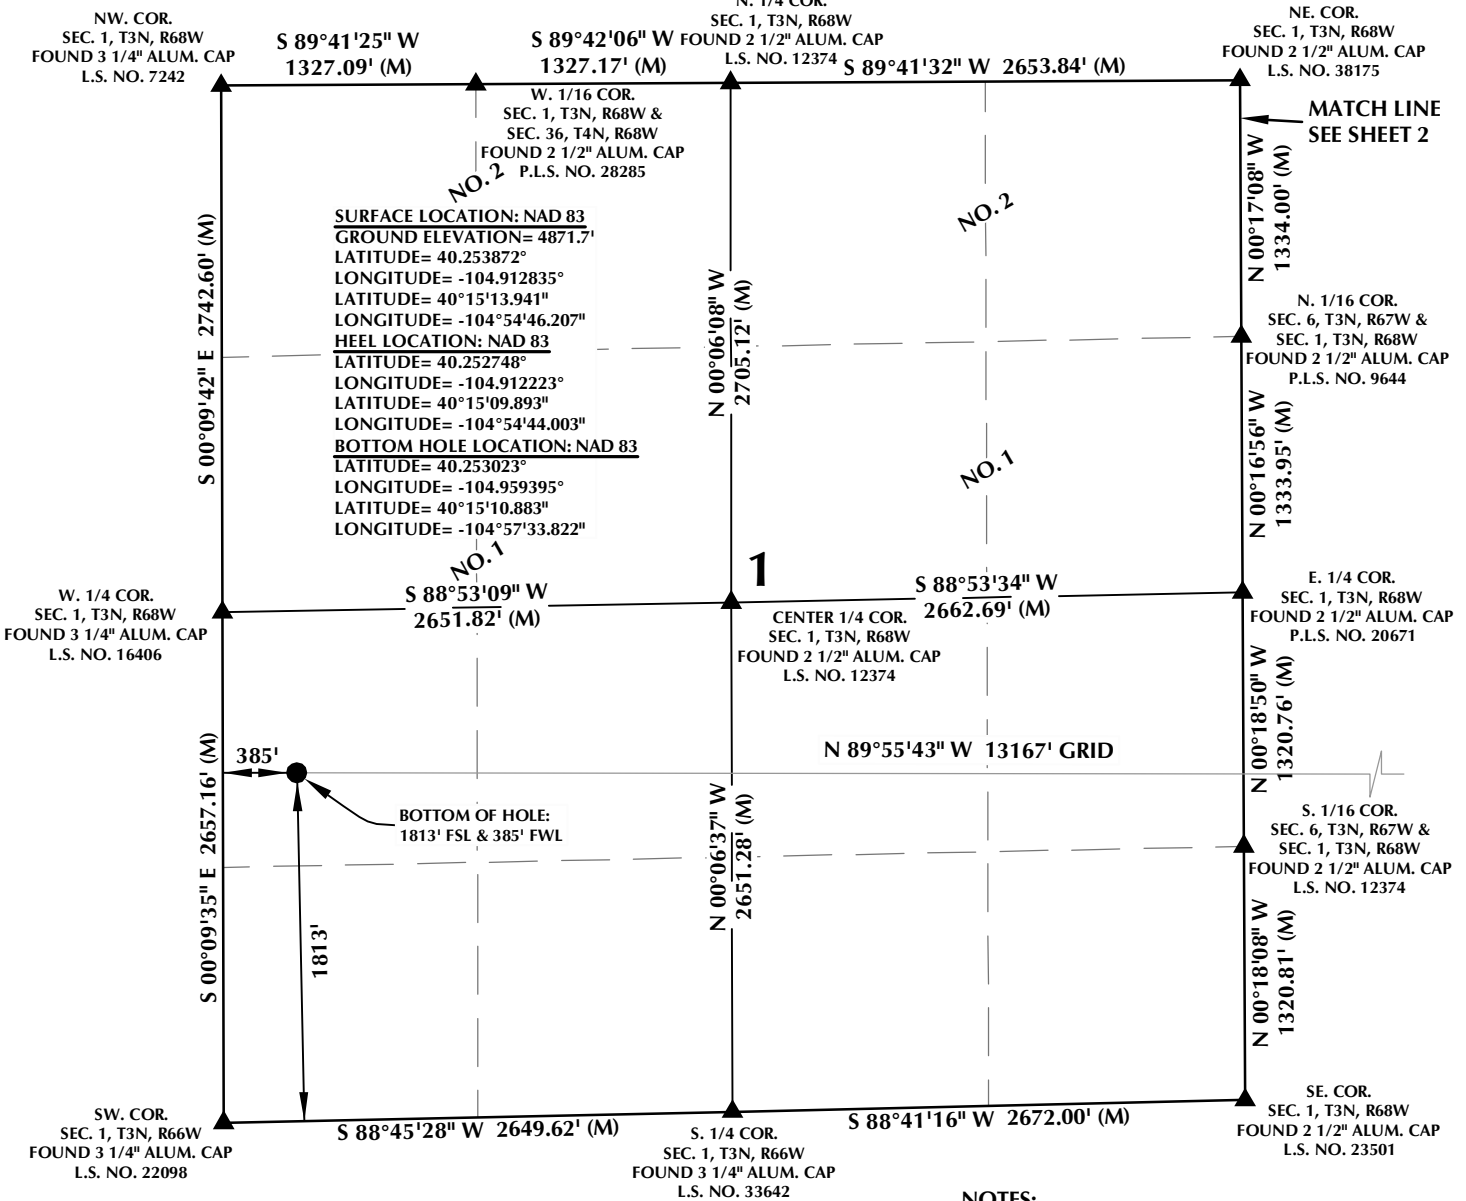 NW. COR.
SEC. 1, T3N, R68W
FOUND 3 1/4" ALUM. CAP
L.S. NO. 7242
S 89°41'25" W
1327.09' (M)
S 89°42'06" W
1327.17' (M)
N. 1/4 COR.
SEC. 1, T3N, R68W
FOUND 2 1/2" ALUM. CAP
L.S. NO. 12374
S 89°41'32" W 2653.84' (M)
NE. COR.
SEC. 1, T3N, R68W
FOUND 2 1/2" ALUM. CAP
L.S. NO. 38175
MATCH LINE
SEE SHEET 2
W. 1/16 COR.
SEC. 1, T3N, R68W &
SEC. 36, T4N, R68W
FOUND 2 1/2" ALUM. CAP
P.L.S. NO. 28285
NO. 2
NO. 2
SURFACE LOCATION: NAD 83
GROUND ELEVATION= 4871.7'
LATITUDE= 40.253872°
LONGITUDE= -104.912835°
LATITUDE= 40°15'13.941"
LONGITUDE= -104°54'46.207"
HEEL LOCATION: NAD 83
LATITUDE= 40.252748°
LONGITUDE= -104.912223°
LATITUDE= 40°15'09.893"
LONGITUDE= -104°54'44.003"
BOTTOM HOLE LOCATION: NAD 83
LATITUDE= 40.253023°
LONGITUDE= -104.959395°
LATITUDE= 40°15'10.883"
LONGITUDE= -104°57'33.822"
S 00°09'42" E 2742.60' (M)
N 00°06'08" W
2705.12' (M)
N 00°17'08" W
1334.00' (M)
N. 1/16 COR.
SEC. 6, T3N, R67W &
SEC. 1, T3N, R68W
FOUND 2 1/2" ALUM. CAP
P.L.S. NO. 9644
N 00°16'56" W
1333.95' (M)
NO. 1
NO. 1
1
W. 1/4 COR.
SEC. 1, T3N, R68W
FOUND 3 1/4" ALUM. CAP
L.S. NO. 16406
S 88°53'09" W
2651.82' (M)
CENTER 1/4 COR.
SEC. 1, T3N, R68W
FOUND 2 1/2" ALUM. CAP
L.S. NO. 12374
S 88°53'34" W
2662.69' (M)
E. 1/4 COR.
SEC. 1, T3N, R68W
FOUND 2 1/2" ALUM. CAP
P.L.S. NO. 20671
N 00°18'50" W
1320.76' (M)
385'
N 89°55'43" W 13167' GRID
BOTTOM OF HOLE:
1813' FSL & 385' FWL
S 00°09'35" E 2657.16' (M)
1813'
N 00°06'37" W
2651.28' (M)
S. 1/16 COR.
SEC. 6, T3N, R67W &
SEC. 1, T3N, R68W
FOUND 2 1/2" ALUM. CAP
L.S. NO. 12374
N 00°18'08" W
1320.81' (M)
SW. COR.
SEC. 1, T3N, R66W
FOUND 3 1/4" ALUM. CAP
L.S. NO. 22098
S 88°45'28" W 2649.62' (M)
S. 1/4 COR.
SEC. 1, T3N, R66W
FOUND 3 1/4" ALUM. CAP
L.S. NO. 33642
S 88°41'16" W 2672.00' (M)
SE. COR.
SEC. 1, T3N, R68W
FOUND 2 1/2" ALUM. CAP
L.S. NO. 23501
NOTES: